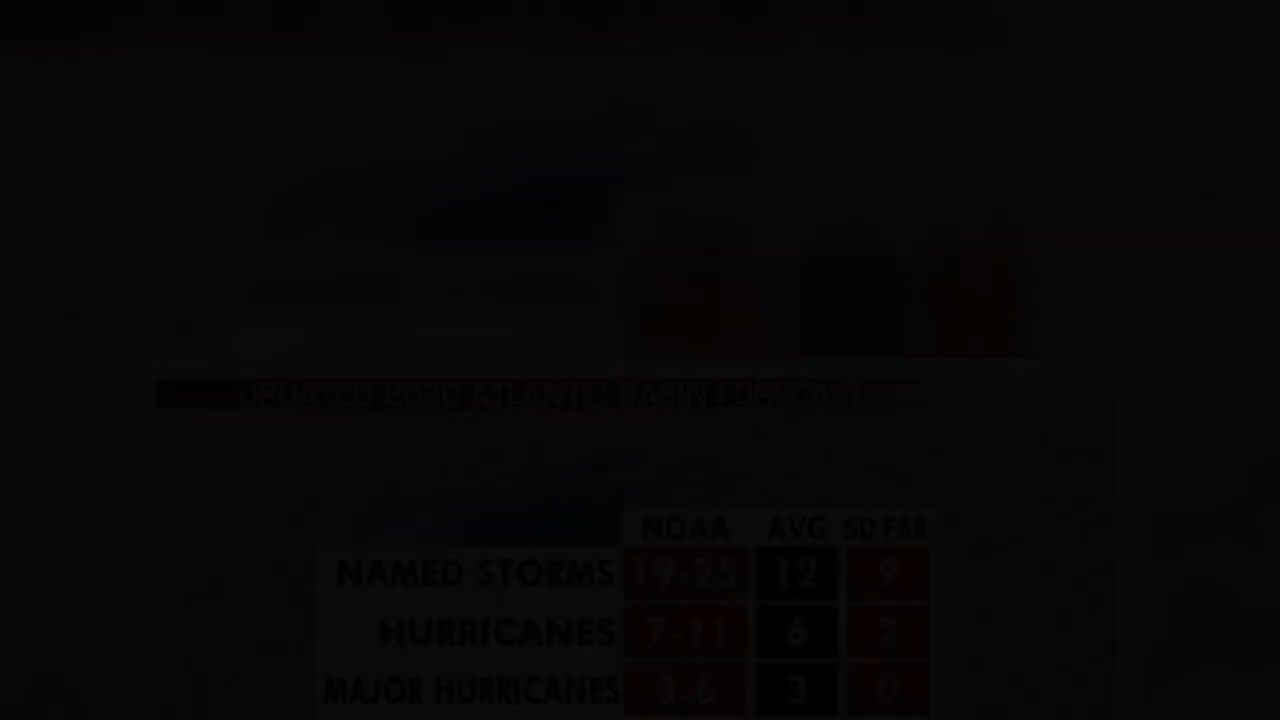 UPDATED 2020 ATLANTIC BASIN FORECAST
NOAA AVG SO FAR
NAMED STORMS 19-25 12 9
HURRICANES 7-11 6 2
MAJOR HURRICANES 3-6 3 0